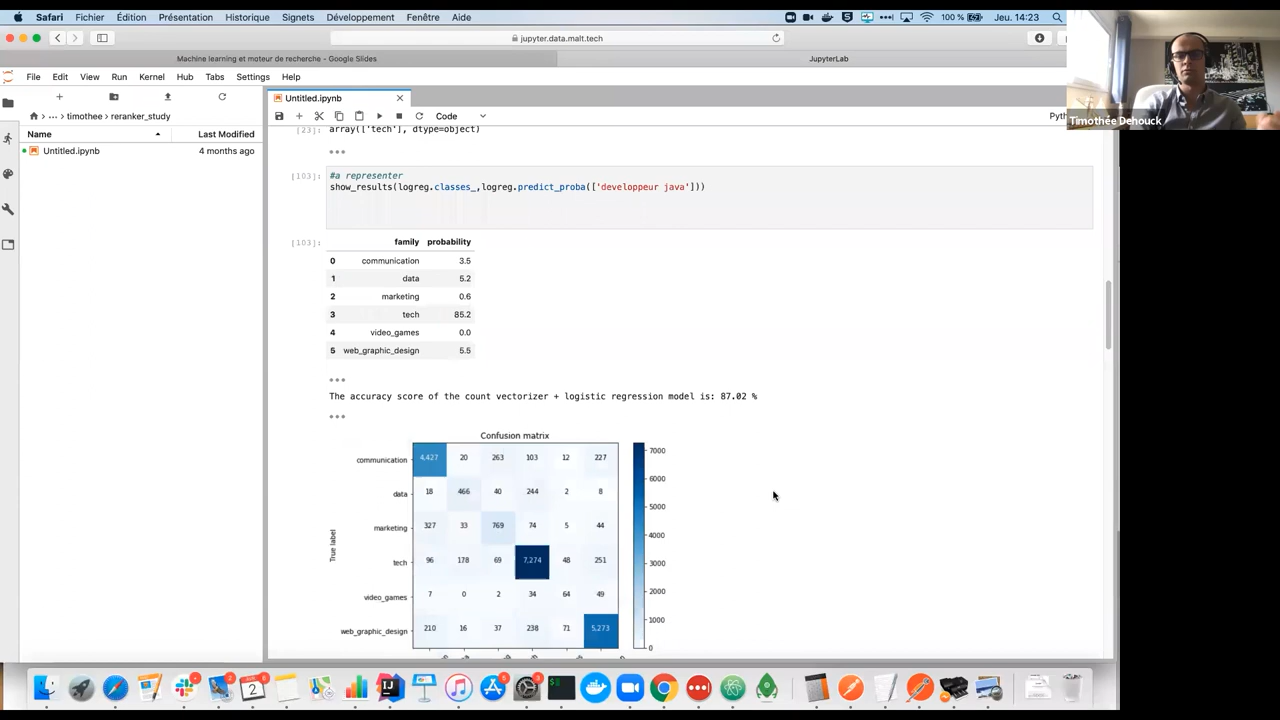 Safari Fichier Édition Présentation Historique Signets Développement Fenêtre Aide 100 % Jeu. 14:23
jupyter.data.malt.tech
Machine learning et moteur de recherche - Google Slides JupyterLab
File Edit View Run Kernel Hub Tabs Settings Help
Untitled.ipynb
… timothee / reranker_study Code
Timothée Dehouck
Name Last Modified
Untitled.ipynb 4 months ago
[23]: array(['tech'], dtype=object)
[103]: #a representer
show_results(logreg.classes_,logreg.predict_proba(['developpeur java']))
[103]: family probability
0 communication 3.5
1 data 5.2
2 marketing 0.6
3 tech 85.2
4 video_games 0.0
5 web_graphic_design 5.5
The accuracy score of the count vectorizer + logistic regression model is: 87.02 %
Confusion matrix
communication 4,427 20 263 103 12 227
data 18 466 40 244 2 8
marketing 327 33 769 74 5 44
tech 96 178 69 7,274 48 251
video_games 7 0 2 34 64 49
web_graphic_design 210 16 37 238 71 5,273
True label
7000
6000
5000
4000
3000
2000
1000
0